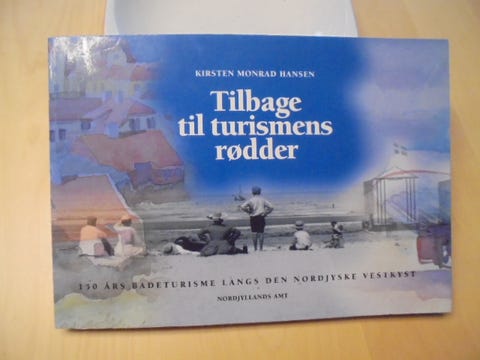 KIRSTEN MONRAD HANSEN
Tilbage
til turismens
rødder
150 ÅRS BADETURISME LANGS DEN NORDJYSKE VESTKYST
NORDJYLLANDS AMT